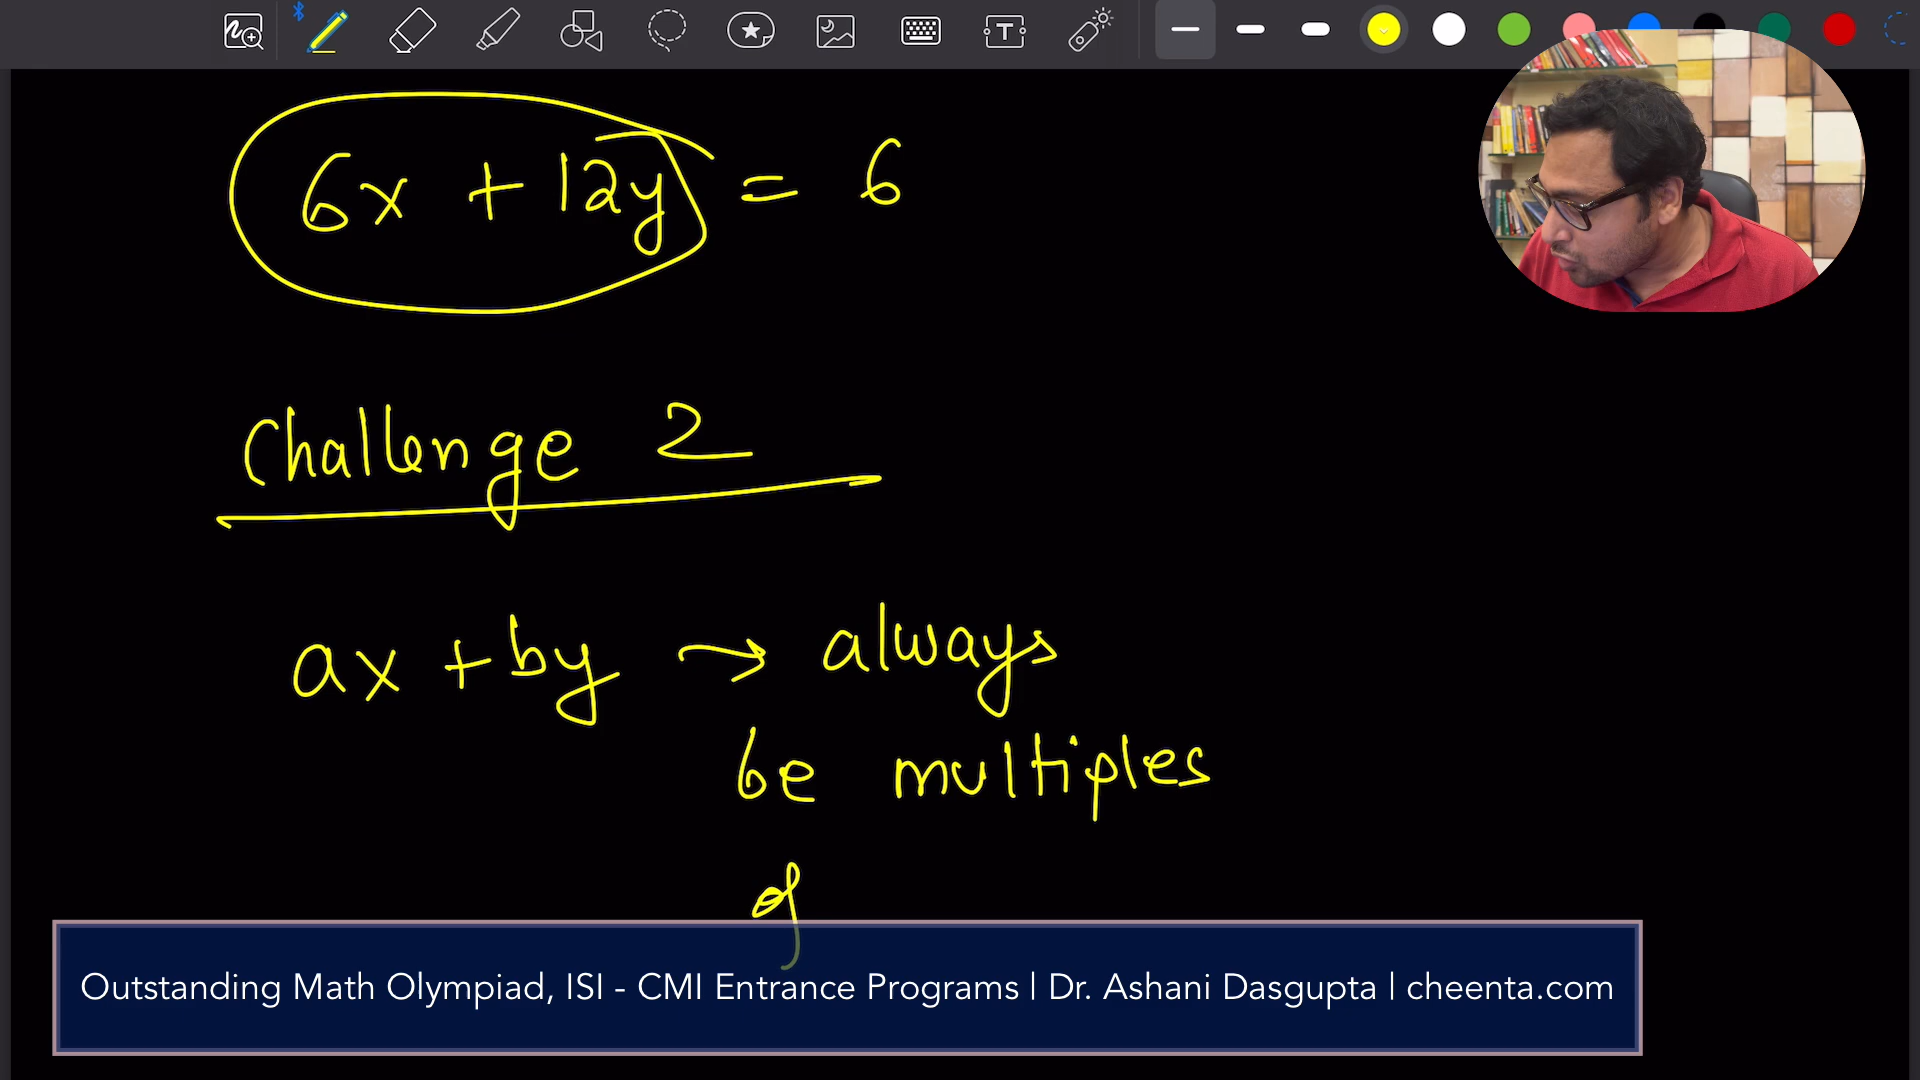 6x + 12y = 6
Challenge 2
ax + by → always
be multiples
of
Outstanding Math Olympiad, ISI - CMI Entrance Programs | Dr. Ashani Dasgupta | cheenta.com